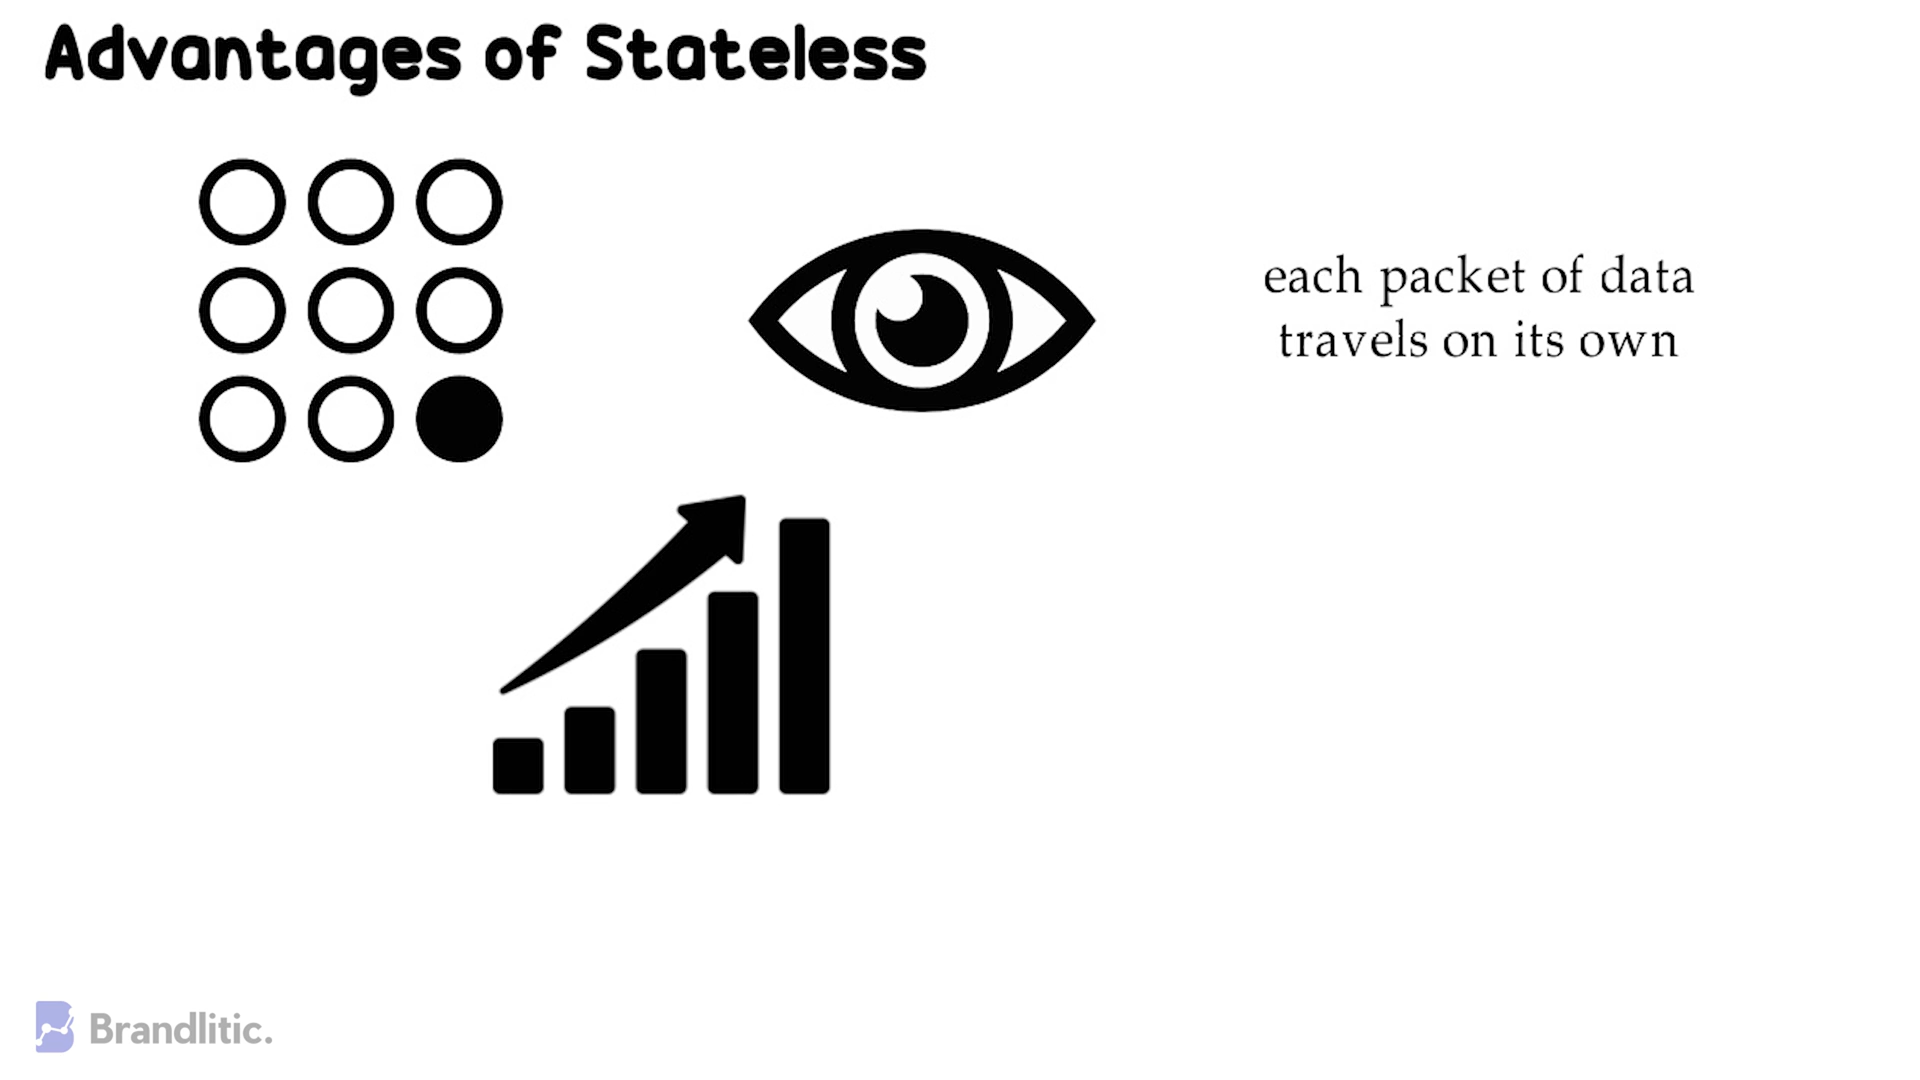 Advantages of Stateless
each packet of data
travels on its own
Brandlitic.